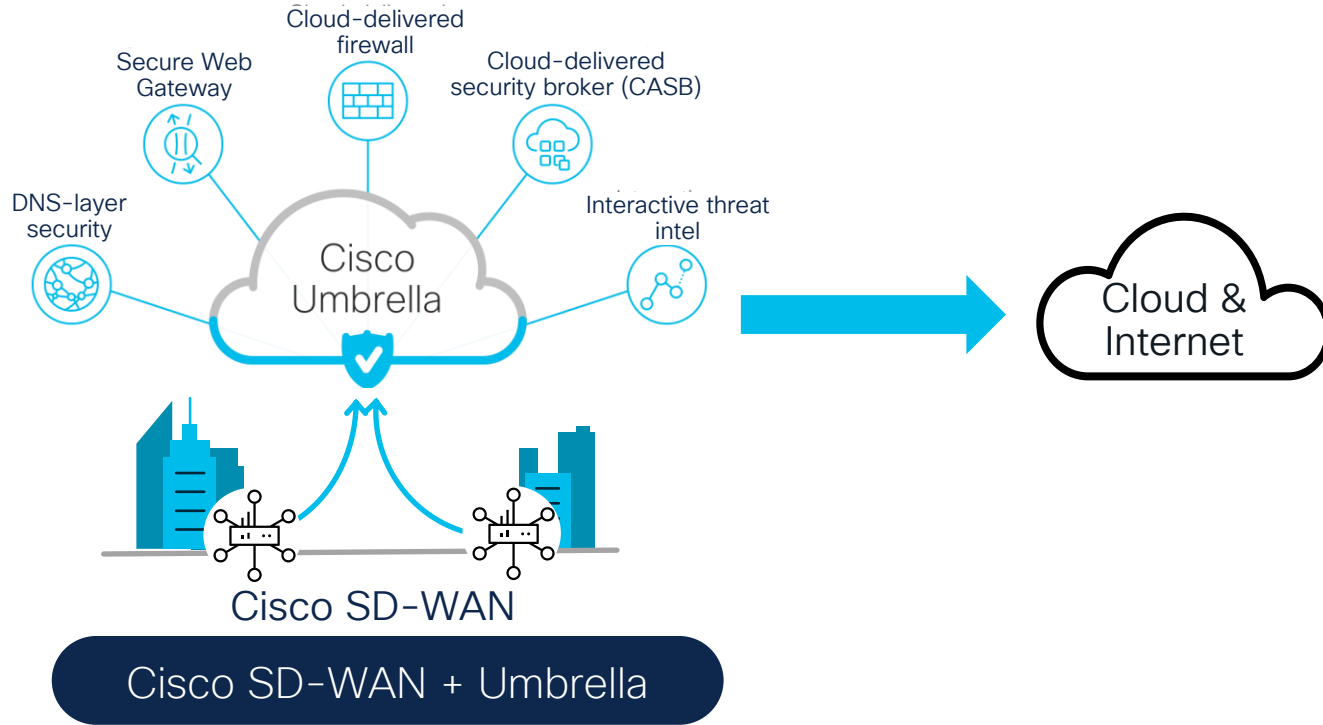 Cloud-delivered
firewall
Secure Web
Gateway
Cloud-delivered
security broker (CASB)
DNS-layer
security
Interactive threat
intel
Cisco
Umbrella
Cloud &
Internet
Cisco SD-WAN
Cisco SD-WAN + Umbrella